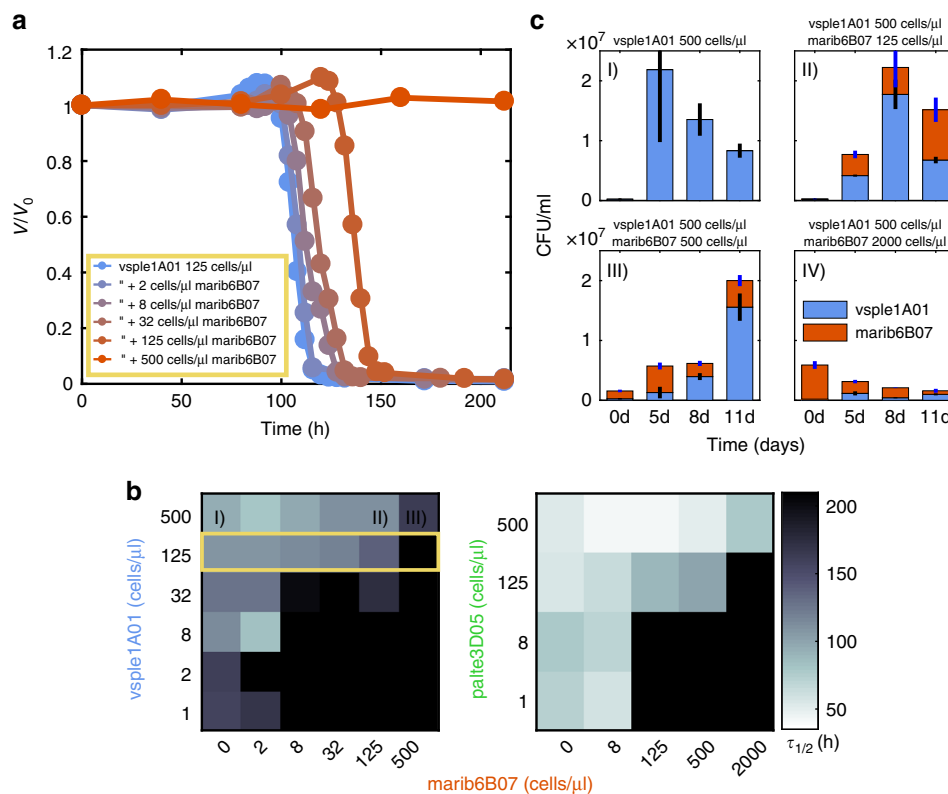 a
1.2
1
0.8
0.6
0.4
0.2
0
V/V0
vsple1A01 125 cells/µl
" + 2 cells/µl marib6B07
" + 8 cells/µl marib6B07
" + 32 cells/µl marib6B07
" + 125 cells/µl marib6B07
" + 500 cells/µl marib6B07
0 50 100 150 200
Time (h)
c
vsple1A01 500 cells/µl
×10⁷
I)
2
1
0
vsple1A01 500 cells/µl
marib6B07 125 cells/µl
II)
CFU/ml
vsple1A01 500 cells/µl
marib6B07 500 cells/µl
×10⁷
III)
2
1
0
0d 5d 8d 11d
vsple1A01 500 cells/µl
marib6B07 2000 cells/µl
IV)
vsple1A01
marib6B07
0d 5d 8d 11d
Time (days)
b
vsple1A01 (cells/µl)
500
125
32
8
2
1
I)
II)
III)
0 2 8 32 125 500
palte3D05 (cells/µl)
500
125
8
1
0 8 125 500 2000
marib6B07 (cells/µl)
200
150
100
50
τ1/2 (h)